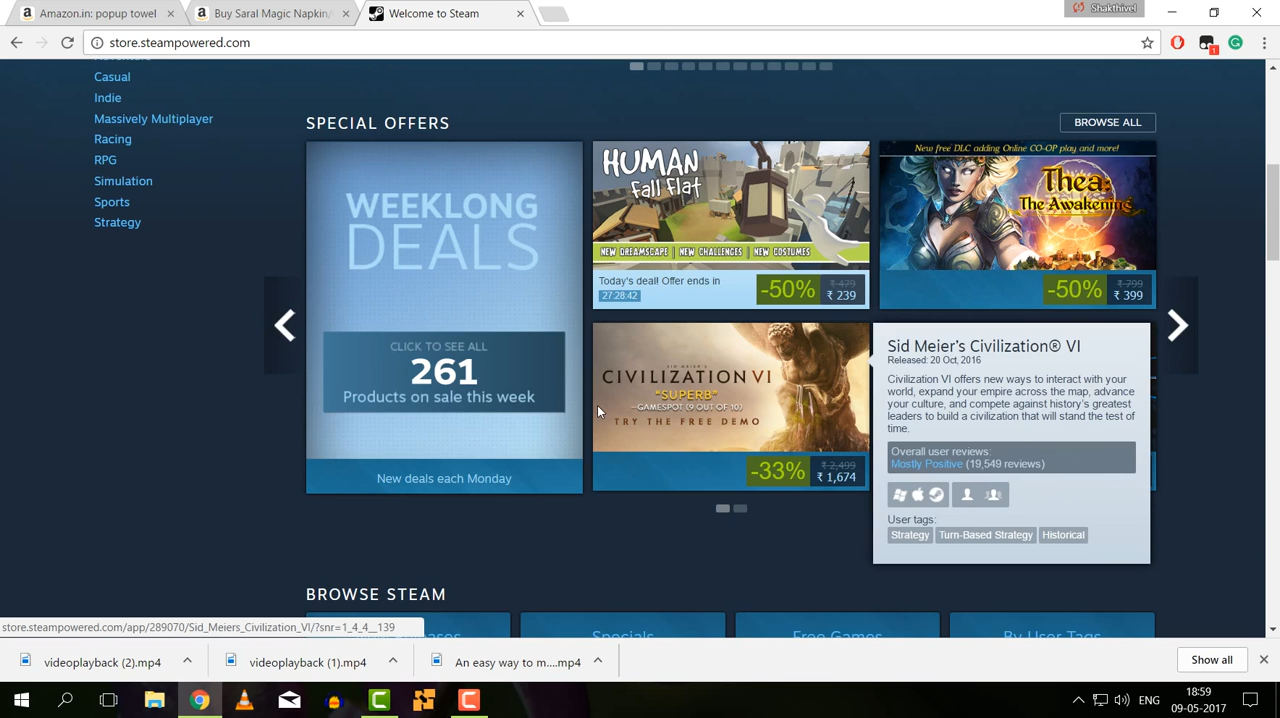 Amazon.in: popup towel
Buy Saral Magic Napkin/
Welcome to Steam
Shakthivel
store.steampowered.com
1
Casual
Indie
Massively Multiplayer
Racing
RPG
Simulation
Sports
Strategy
SPECIAL OFFERS
BROWSE ALL
WEEKLONG
DEALS
CLICK TO SEE ALL
261
Products on sale this week
New deals each Monday
HUMAN
Fall Flat
NEW DREAMSCAPE | NEW CHALLENGES | NEW COSTUMES
Today's deal! Offer ends in
27:28:42
-50%
₹ 479
₹ 239
New free DLC adding Online CO-OP play and more!
Thea:
The Awakening
-50%
₹ 799
₹ 399
SID MEIER'S
CIVILIZATION VI
"SUPERB"
—GAMESPOT (9 OUT OF 10)
TRY THE FREE DEMO
-33%
₹ 2,499
₹ 1,674
Sid Meier's Civilization® VI
Released: 20 Oct, 2016
Civilization VI offers new ways to interact with your
world, expand your empire across the map, advance
your culture, and compete against history's greatest
leaders to build a civilization that will stand the test of
time.
Overall user reviews:
Mostly Positive (19,549 reviews)
User tags:
Strategy Turn-Based Strategy Historical
BROWSE STEAM
Specials
Free Games
By User Tags
store.steampowered.com/app/289070/Sid_Meiers_Civilization_VI/?snr=1_4_4__139
videoplayback (2).mp4
videoplayback (1).mp4
An easy way to m....mp4
Show all
ENG
18:59
09-05-2017